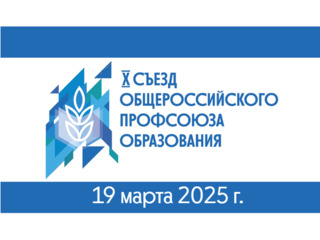 X СЪЕЗД
ОБЩЕРОССИЙСКОГО
ПРОФСОЮЗА
ОБРАЗОВАНИЯ
19 марта 2025 г.